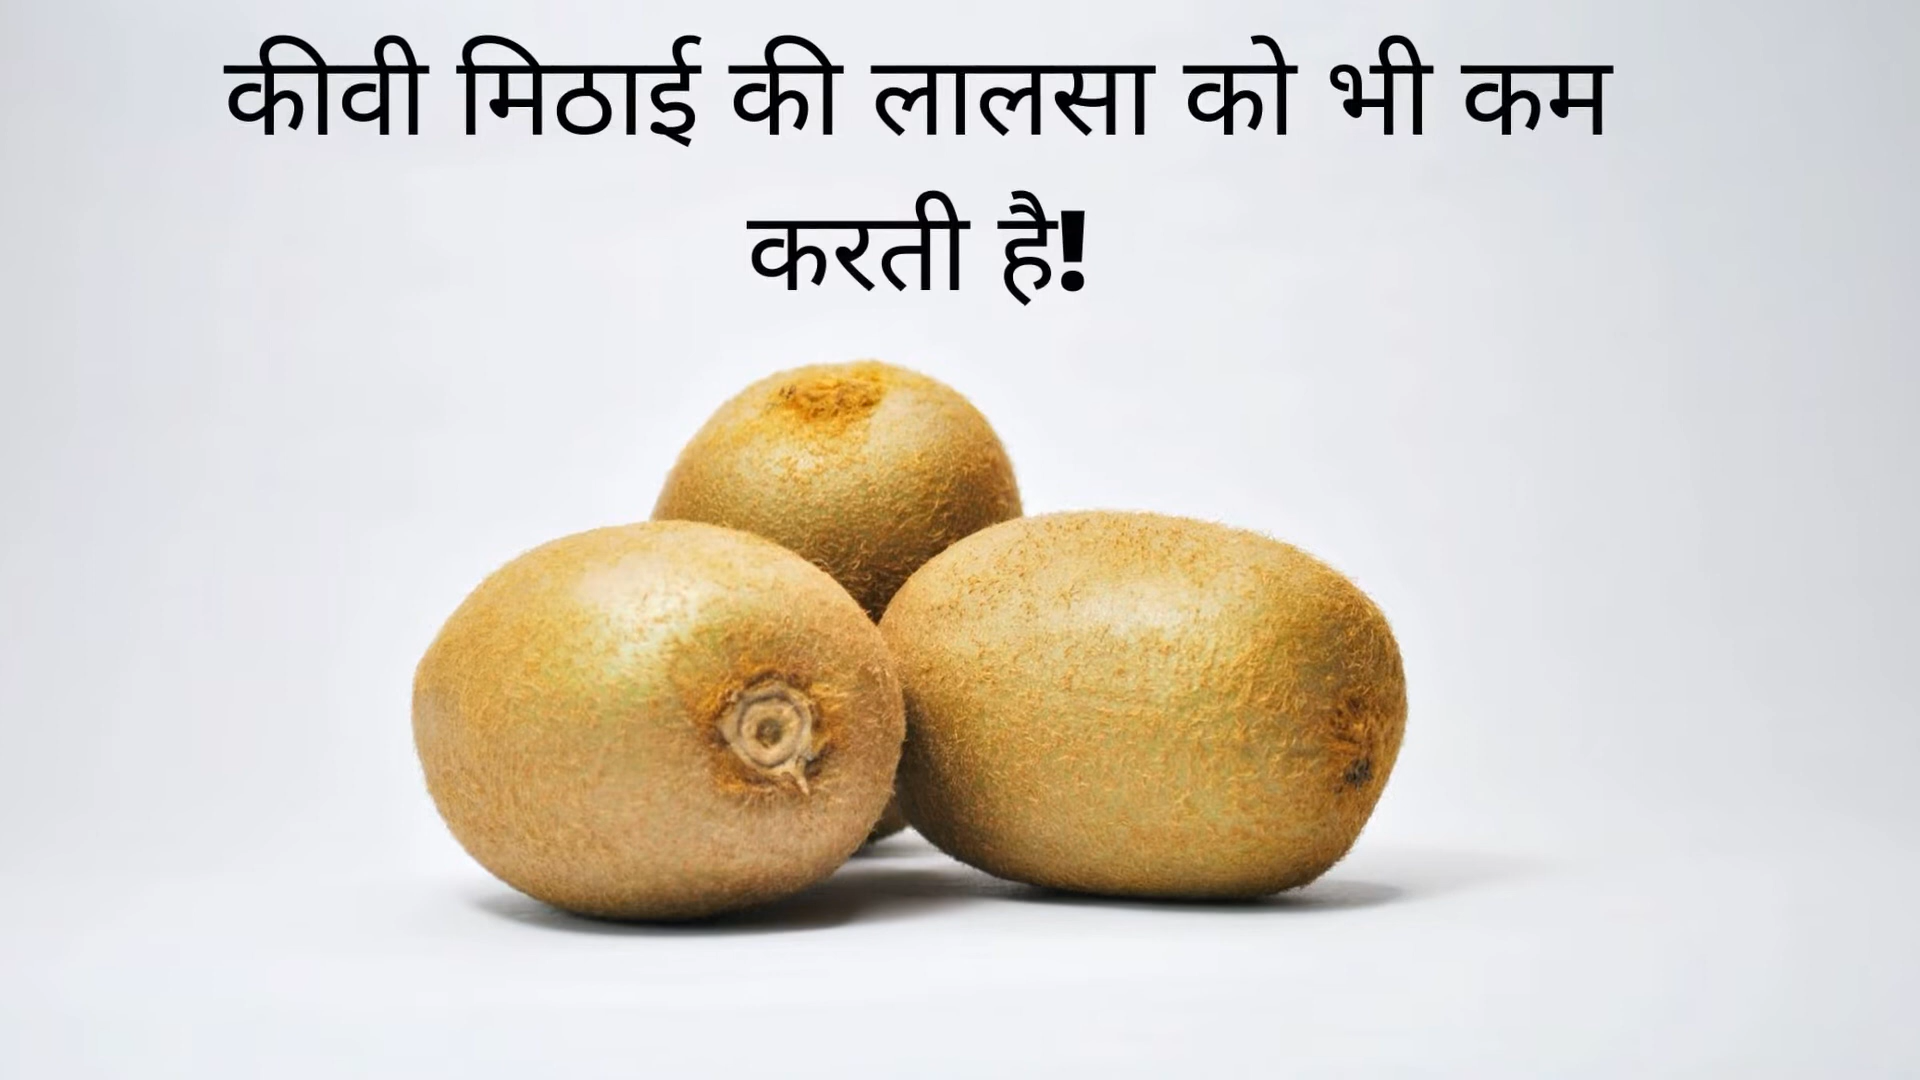 कीवी मिठाई की लालसा को भी कम
करती है!